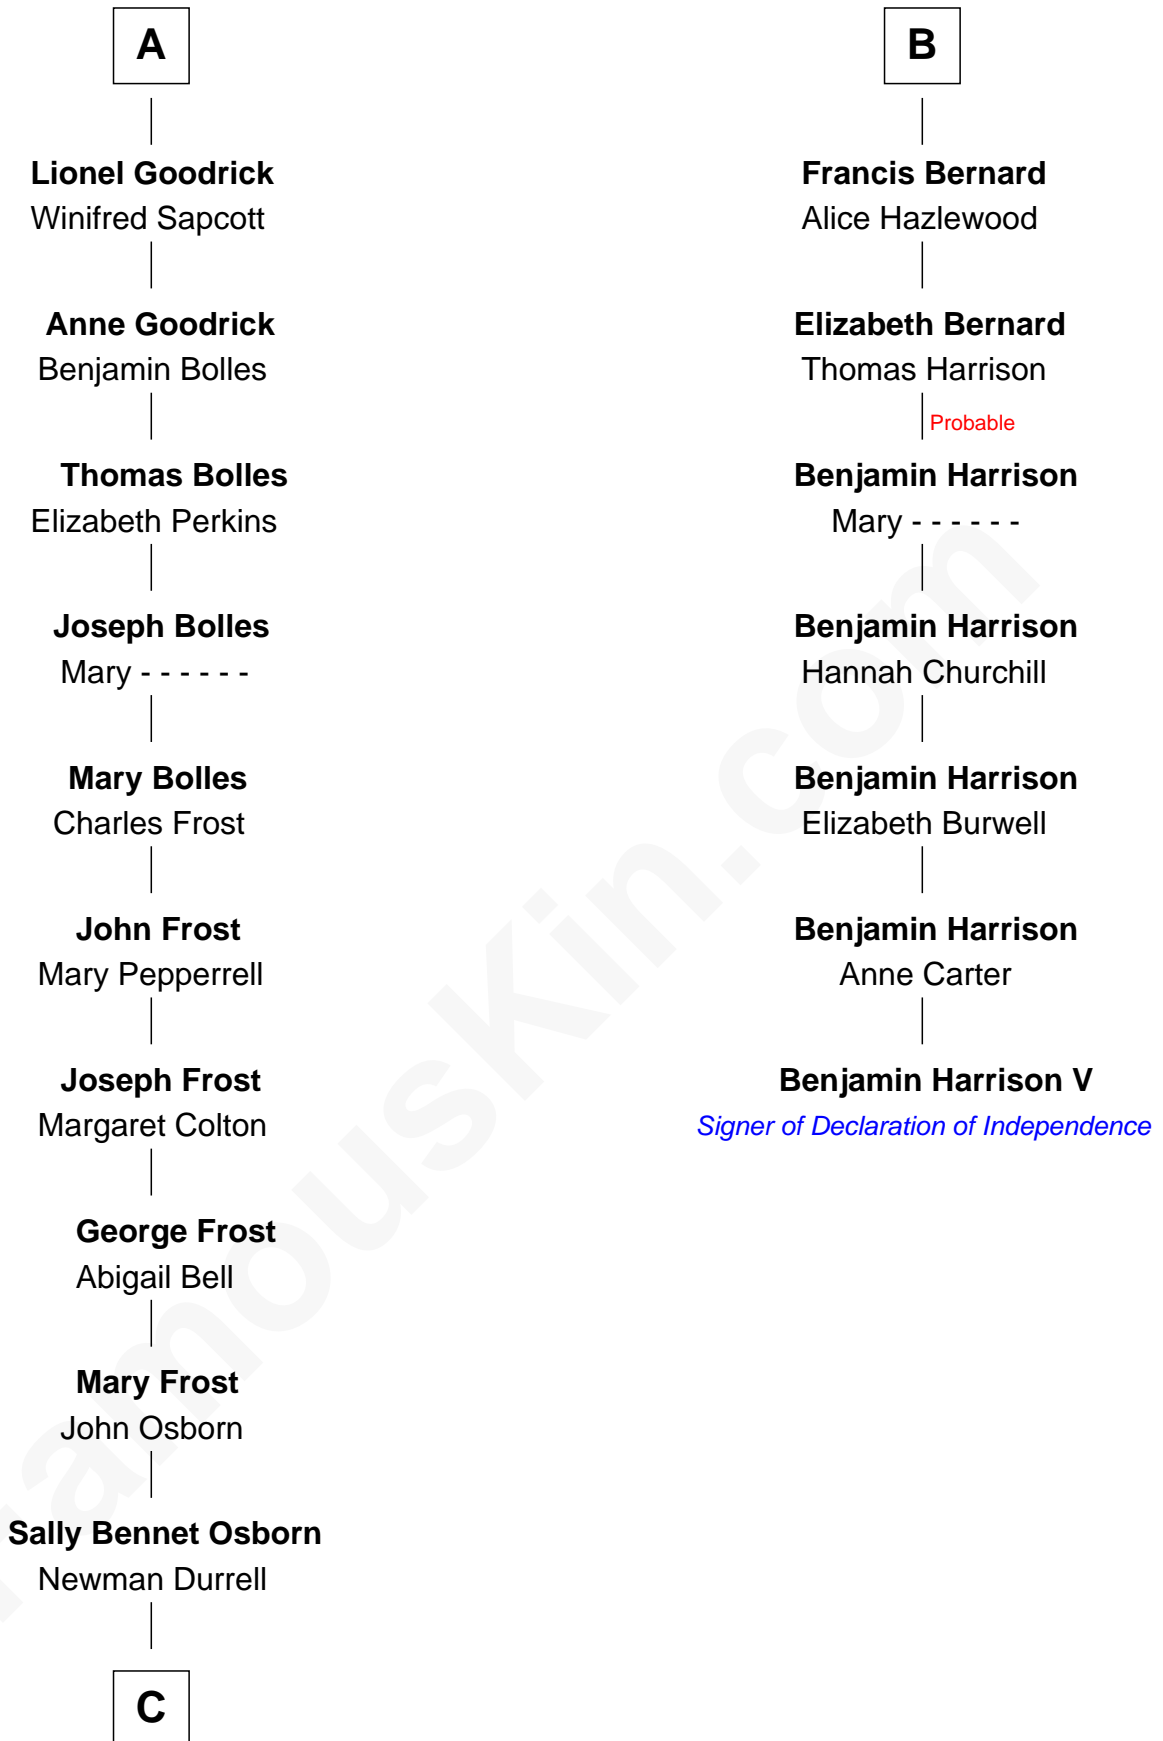 A
Lionel Goodrick
Winifred Sapcott
Anne Goodrick
Benjamin Bolles
Thomas Bolles
Elizabeth Perkins
Joseph Bolles
Mary - - - - - -
Mary Bolles
Charles Frost
John Frost
Mary Pepperrell
Joseph Frost
Margaret Colton
George Frost
Abigail Bell
Mary Frost
John Osborn
Sally Bennet Osborn
Newman Durrell
C
B
Francis Bernard
Alice Hazlewood
Elizabeth Bernard
Thomas Harrison
Probable
Benjamin Harrison
Mary - - - - - -
Benjamin Harrison
Hannah Churchill
Benjamin Harrison
Elizabeth Burwell
Benjamin Harrison
Anne Carter
Benjamin Harrison V
Signer of Declaration of Independence
FamousKin.com